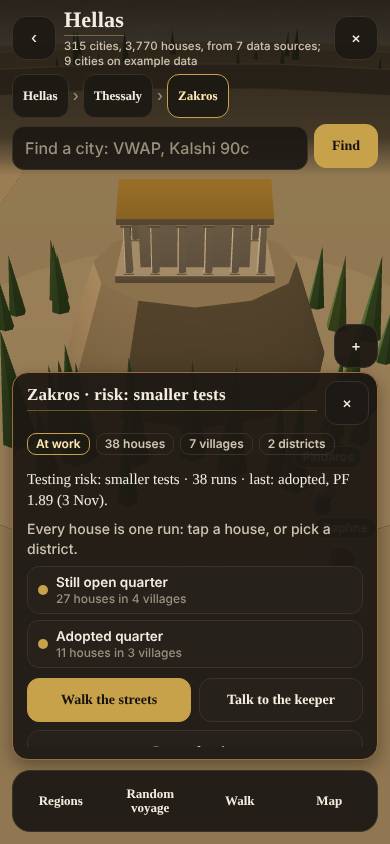 ‹
Hellas
×
315 cities, 3,770 houses, from 7 data sources;
9 cities on example data
Hellas › Thessaly › Zakros
Find a city: VWAP, Kalshi 90c
Find
+
Zakros · risk: smaller tests
×
At work
38 houses
7 villages
2 districts
Testing risk: smaller tests · 38 runs · last: adopted, PF
1.89 (3 Nov).
Every house is one run: tap a house, or pick a
district.
Still open quarter
27 houses in 4 villages
Adopted quarter
11 houses in 3 villages
Walk the streets
Talk to the keeper
Regions
Random
voyage
Walk
Map